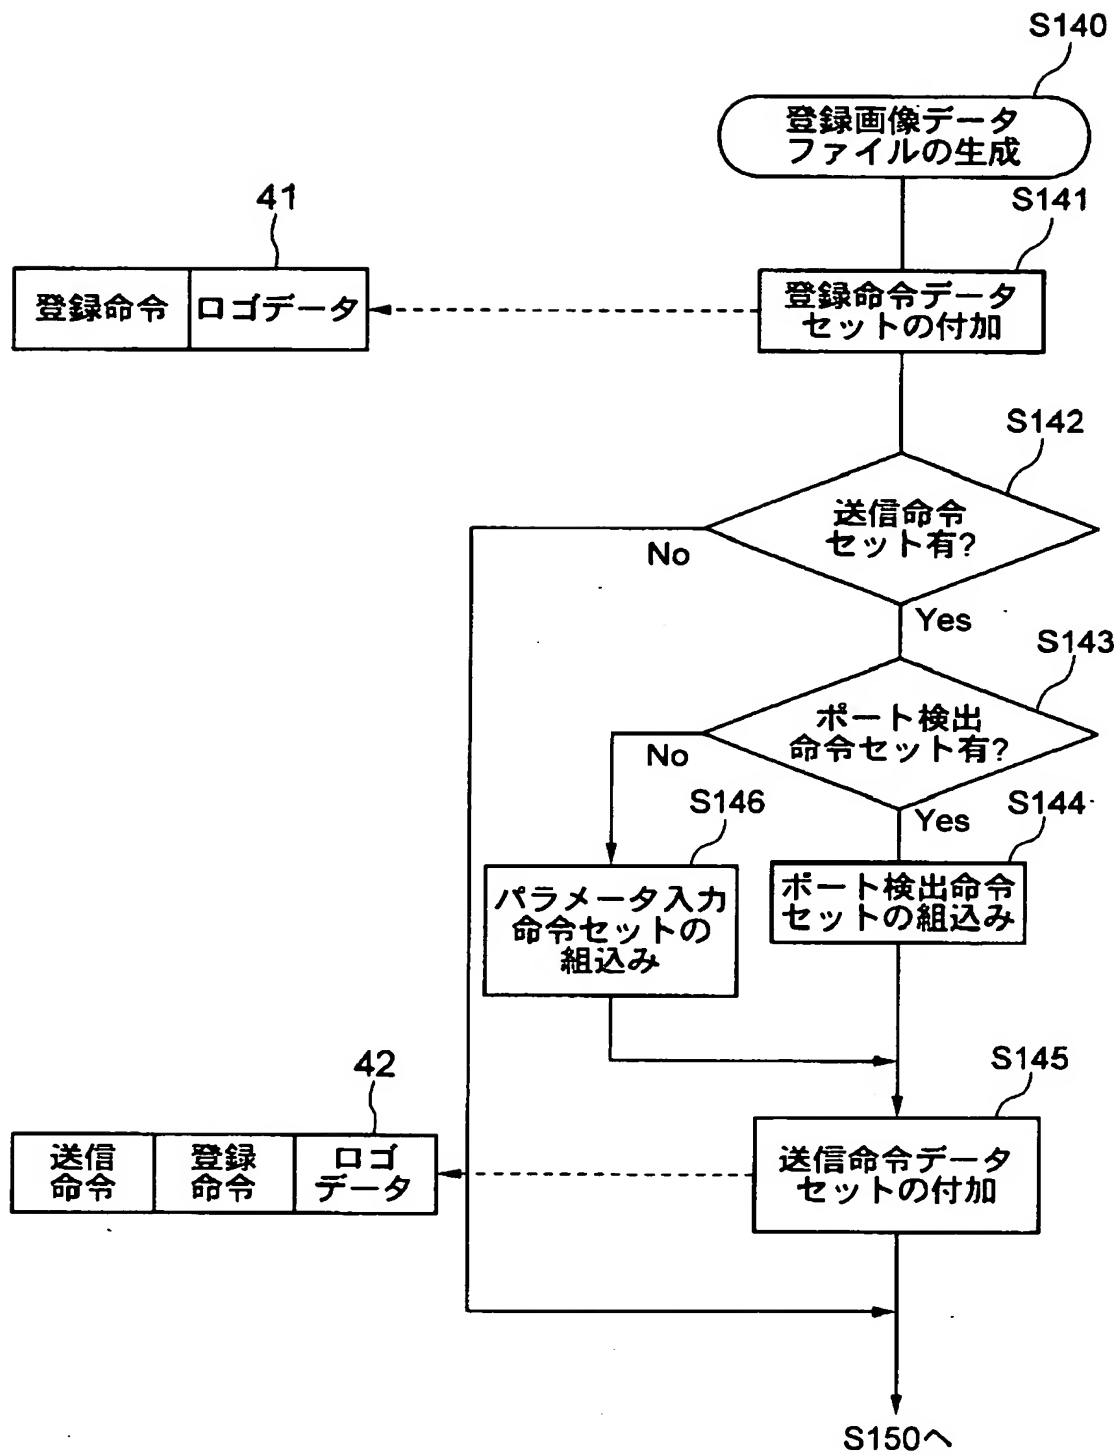 S140
登録画像データ
ファイルの生成
S141
41
登録命令 ロゴデータ
登録命令データ
セットの付加
S142
送信命令
セット有?
No
Yes
S143
ポート検出
命令セット有?
No
Yes
S146
S144
パラメータ入力
命令セットの
組込み
ポート検出命令
セットの組込み
S145
42
送信
命令
登録
命令
ロゴ
データ
送信命令データ
セットの付加
S150へ